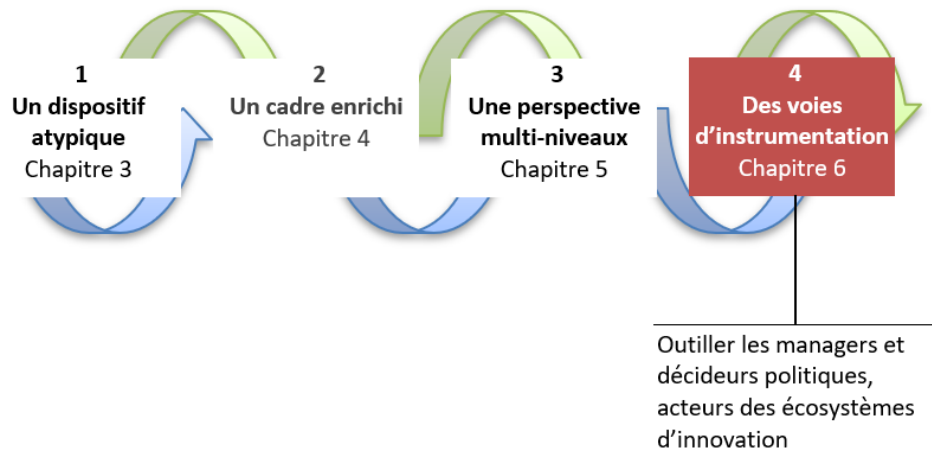 1
Un dispositif
atypique
Chapitre 3
2
Un cadre enrichi
Chapitre 4
3
Une perspective
multi-niveaux
Chapitre 5
4
Des voies
d’instrumentation
Chapitre 6
Outiller les managers et
décideurs politiques,
acteurs des écosystèmes
d’innovation